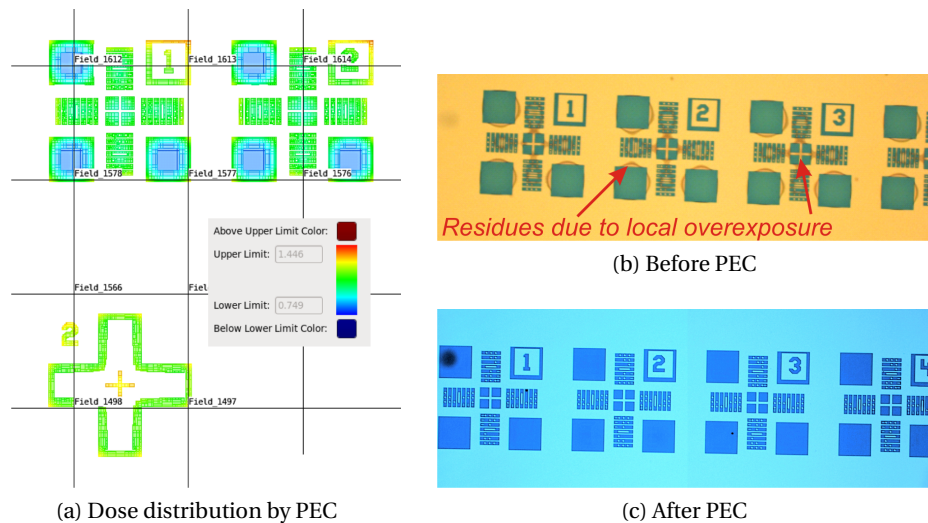 1
2
Field_1612
Field_1613
Field_1614
Field_1578
Field_1577
Field_1576
Above Upper Limit Color:
Upper Limit: 1.446
Lower Limit: 0.749
Below Lower Limit Color:
Field_1566
2
Field_1498
Field_1497
(a) Dose distribution by PEC
1
2
3
Residues due to local overexposure
(b) Before PEC
1
2
3
4
(c) After PEC